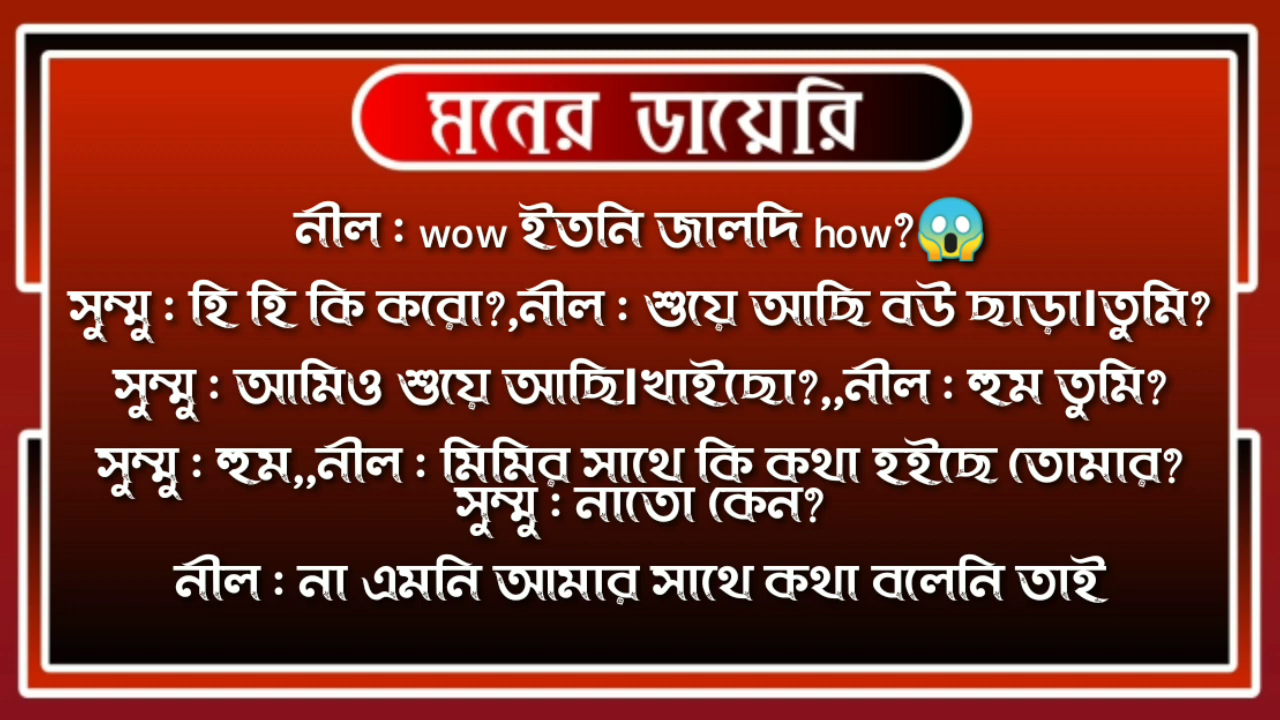 মনের ডায়েরি
নীল : wow ইতনি জালদি how?😱
সুম্মু : হি হি কি করো?,নীল : শুয়ে আছি বউ ছাড়া।তুমি?
সুম্মু : আমিও শুয়ে আছি।খাইছো?,,নীল : হুম তুমি?
সুম্মু : হুম,,নীল : মিমির সাথে কি কথা হইছে তোমার?
সুম্মু : নাতো কেন?
নীল : না এমনি আমার সাথে কথা বলেনি তাই